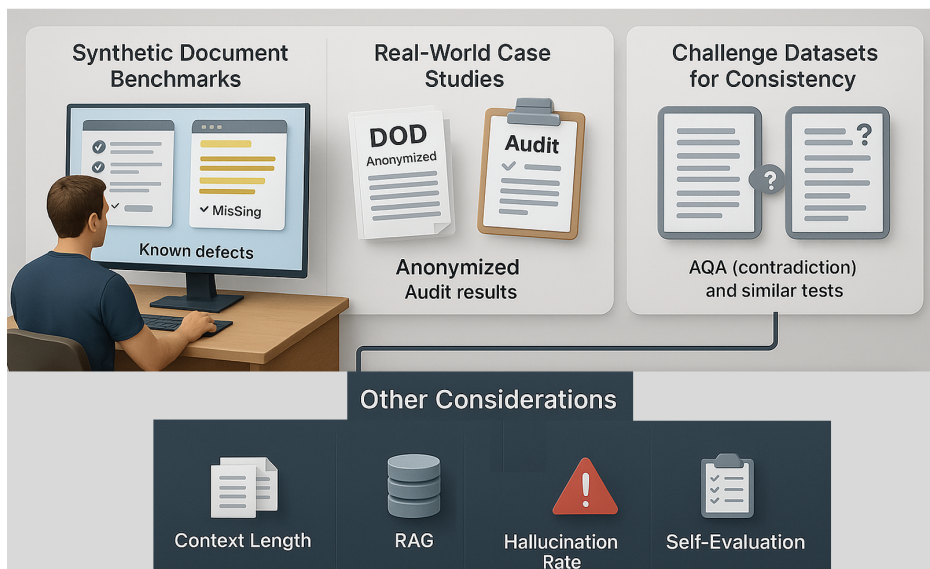 Synthetic Document
Benchmarks
MisSing
Known defects
Real-World Case
Studies
DOD
Anonymized
Audit
Anonymized
Audit results
Challenge Datasets
for Consistency
?
?
AQA (contradiction)
and similar tests
Other Considerations
Context Length
RAG
Hallucination
Rate
Self-Evaluation